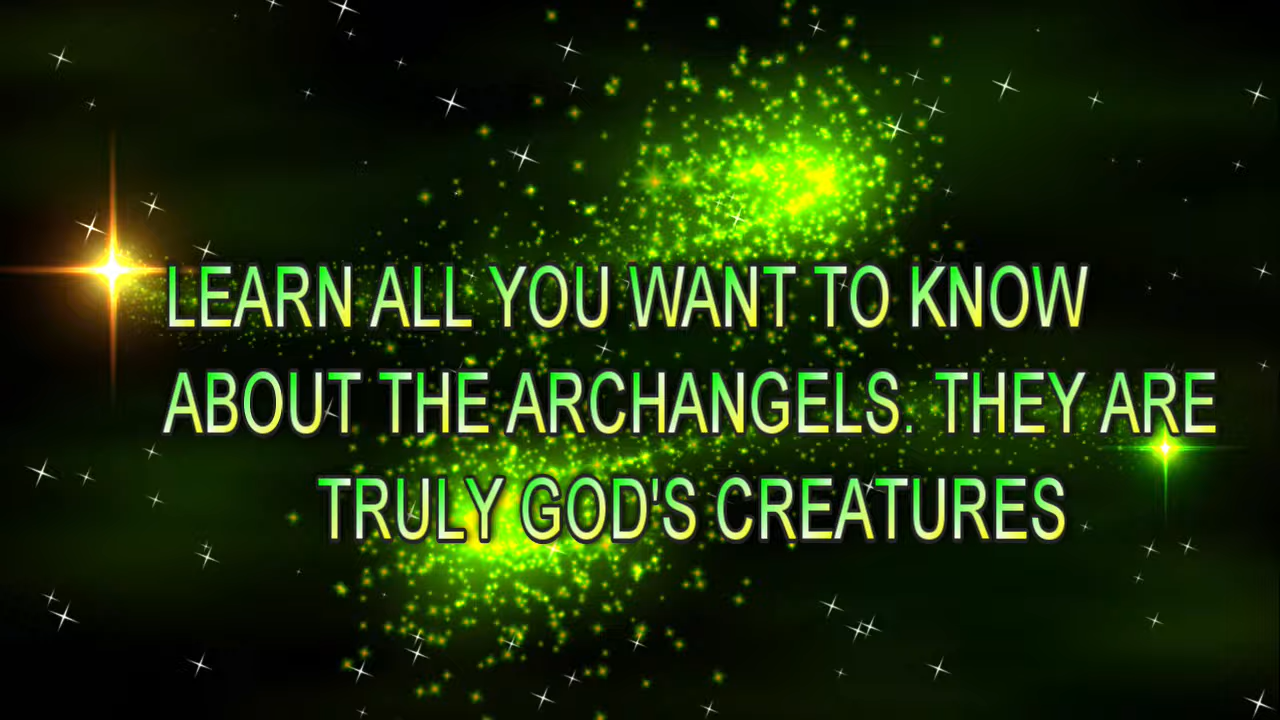 LEARN ALL YOU WANT TO KNOW
ABOUT THE ARCHANGELS. THEY ARE
TRULY GOD'S CREATURES